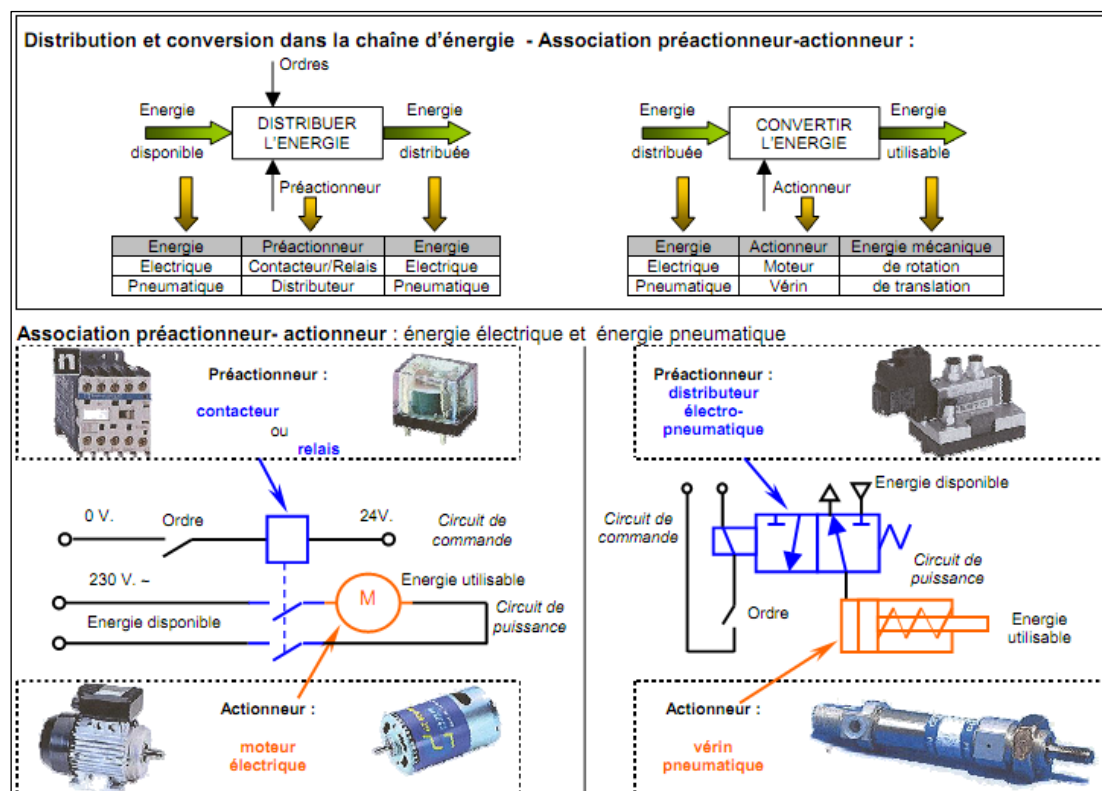 Distribution et conversion dans la chaîne d'énergie - Association préactionneur-actionneur :
Ordres
Energie
disponible
DISTRIBUER
L'ENERGIE
Energie
distribuée
Préactionneur
Energie
distribuée
CONVERTIR
L'ENERGIE
Energie
utilisable
Actionneur
Energie Préactionneur Energie
Electrique Contacteur/Relais Electrique
Pneumatique Distributeur Pneumatique
Energie Actionneur Energie mécanique
Electrique Moteur de rotation
Pneumatique Vérin de translation
Association préactionneur- actionneur : énergie électrique et énergie pneumatique
n
Préactionneur :
contacteur
ou
relais
0 V.
Ordre
24V.
Circuit de
commande
230 V. ~
Energie disponible
M
Energie utilisable
Circuit de
puissance
Actionneur :
moteur
électrique
Préactionneur :
distributeur
électro-
pneumatique
Energie disponible
Circuit de
commande
Circuit de
puissance
Ordre
Energie
utilisable
Actionneur :
vérin
pneumatique